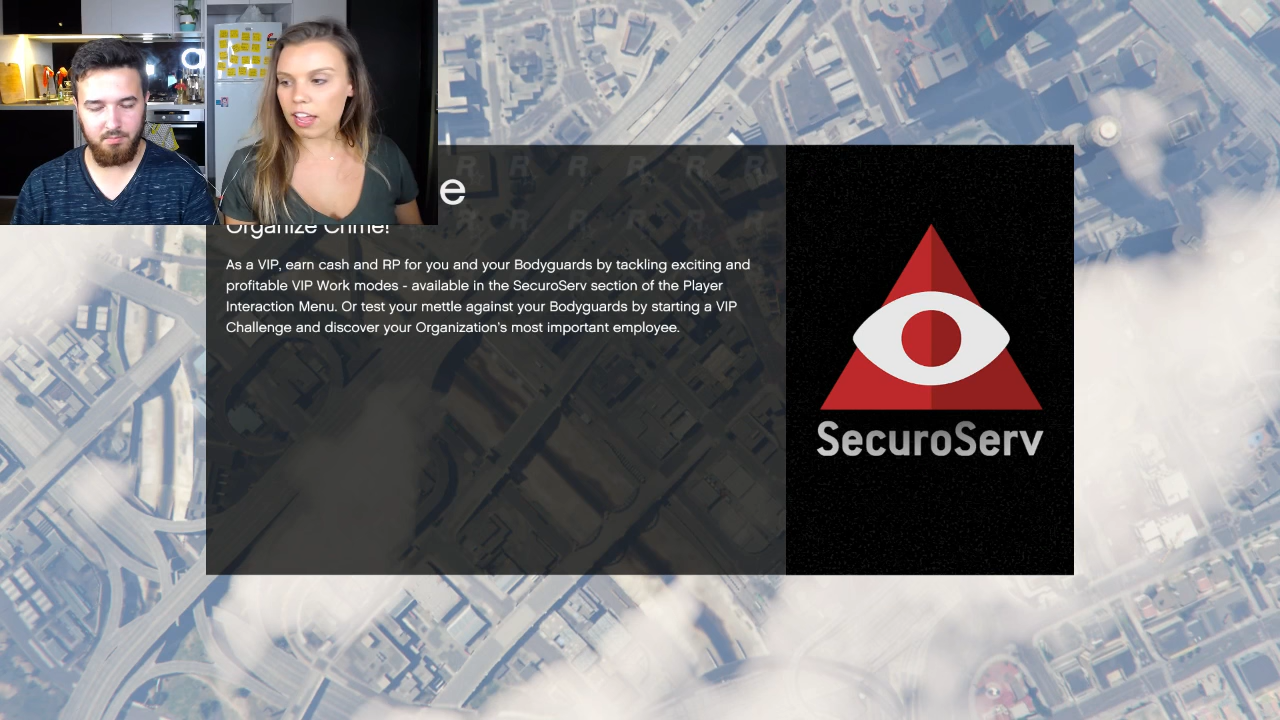 e
Organize Crime!
As a VIP, earn cash and RP for you and your Bodyguards by tackling exciting and
profitable VIP Work modes - available in the SecuroServ section of the Player
Interaction Menu. Or test your mettle against your Bodyguards by starting a VIP
Challenge and discover your Organization's most important employee.
SecuroServ